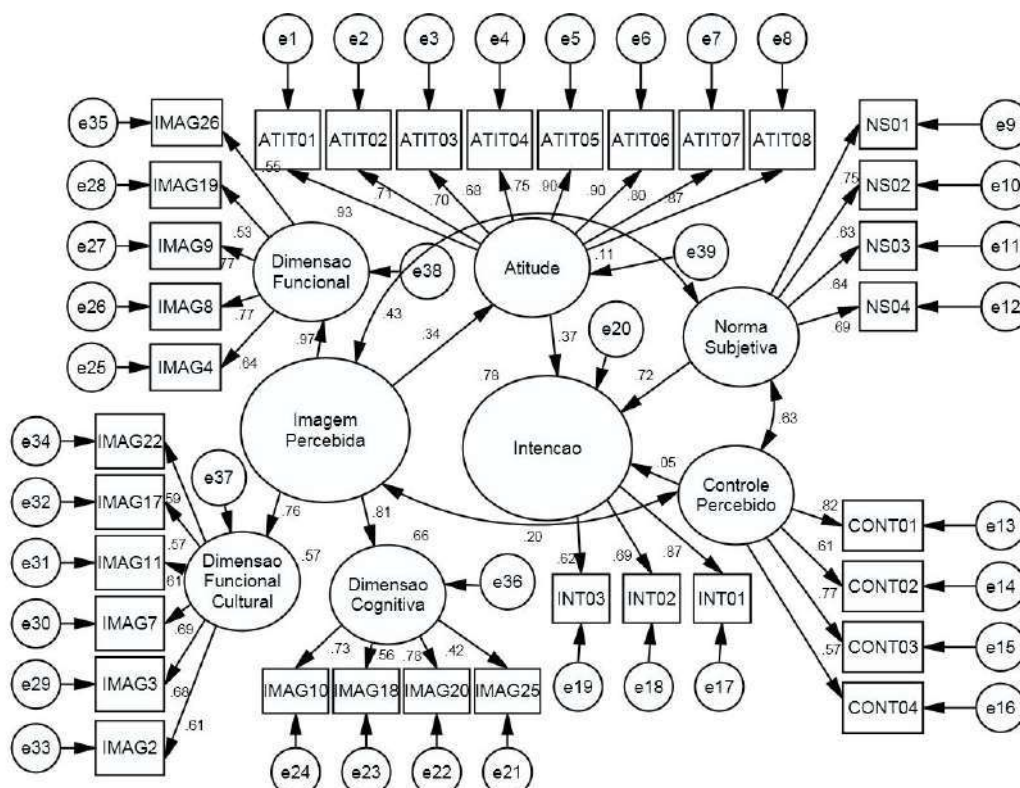 e1
e2
e3
e4
e5
e6
e7
e8
ATIT01
ATIT02
ATIT03
ATIT04
ATIT05
ATIT06
ATIT07
ATIT08
e35
IMAG26
e28
IMAG19
e27
IMAG9
e26
IMAG8
e25
IMAG4
.55
.71
.70
.68
.75
.90
.90
.80
.87
.93
.53
.77
.64
Dimensao
Funcional
e38
Atitude
e39
.11
NS01
e9
NS02
e10
NS03
e11
NS04
e12
.75
.63
.64
.69
Norma
Subjetiva
.97
.43
.34
.37
e20
.72
.78
Imagem
Percebida
Intencao
.63
.05
Controle
Percebido
.20
.76
.81
.66
.57
e34
IMAG22
e32
IMAG17
e31
IMAG11
e30
IMAG7
e29
IMAG3
e33
IMAG2
e37
.59
.57
.61
.69
.68
.61
Dimensao
Funcional
Cultural
Dimensao
Cognitiva
e36
.73
.56
.78
.42
IMAG10
IMAG18
IMAG20
IMAG25
e24
e23
e22
e21
.62
.69
.87
INT03
INT02
INT01
e19
e18
e17
.82
.61
.77
.57
CONT01
e13
CONT02
e14
CONT03
e15
CONT04
e16